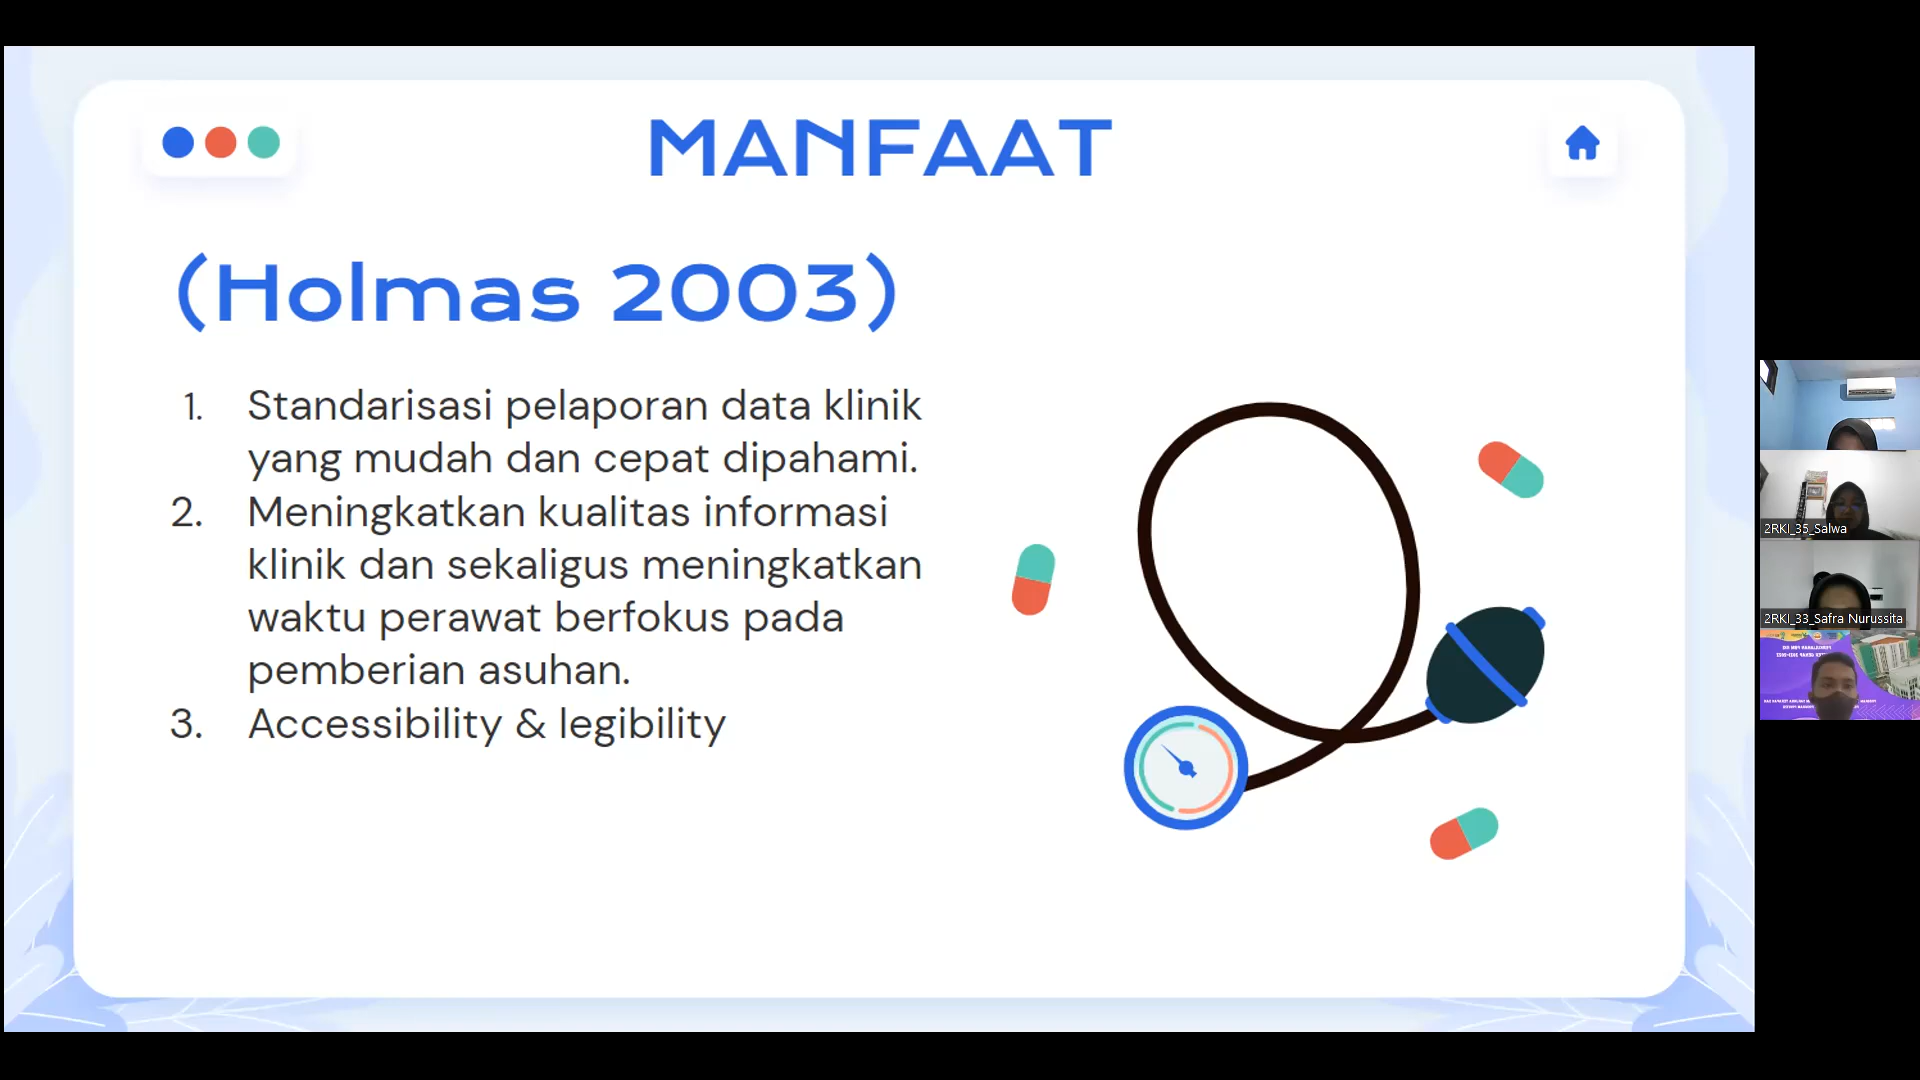 MANFAAT
(Holmas 2003)
1. Standarisasi pelaporan data klinik
yang mudah dan cepat dipahami.
2. Meningkatkan kualitas informasi
klinik dan sekaligus meningkatkan
waktu perawat berfokus pada
pemberian asuhan.
3. Accessibility & legibility
2RKI_35_Salwa
2RKI_33_Safra Nurussita